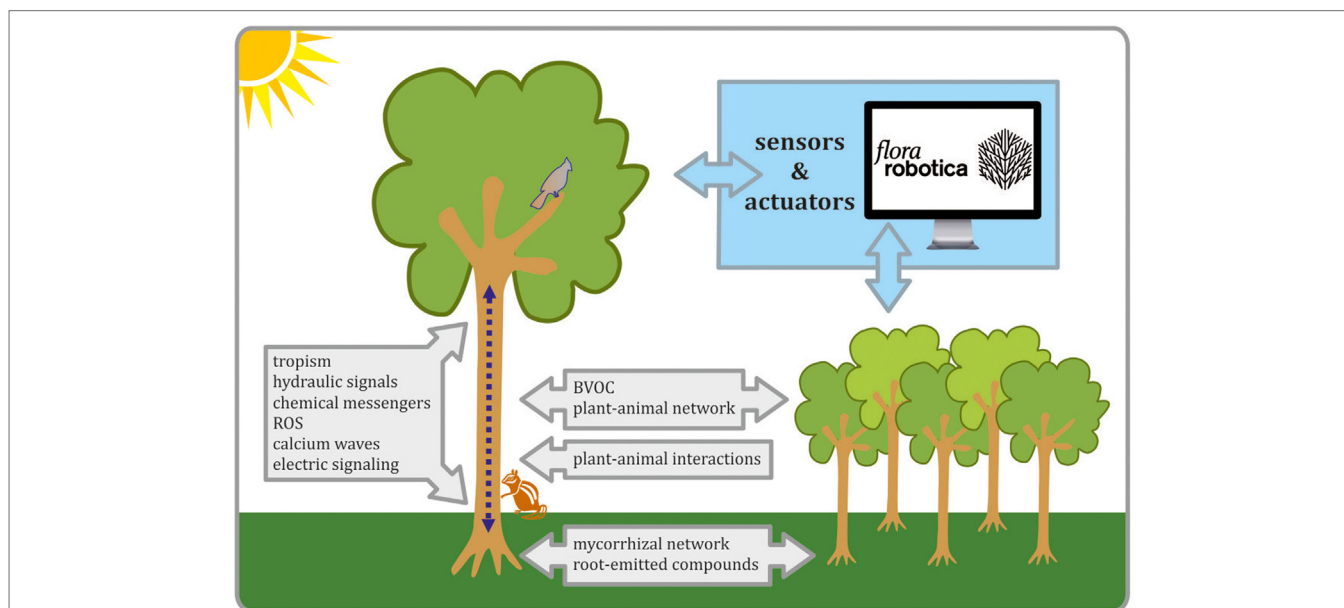 sensors
&
actuators
flora
robotica
tropism
hydraulic signals
chemical messengers
ROS
calcium waves
electric signaling
BVOC
plant-animal network
plant-animal interactions
mycorrhizal network
root-emitted compounds